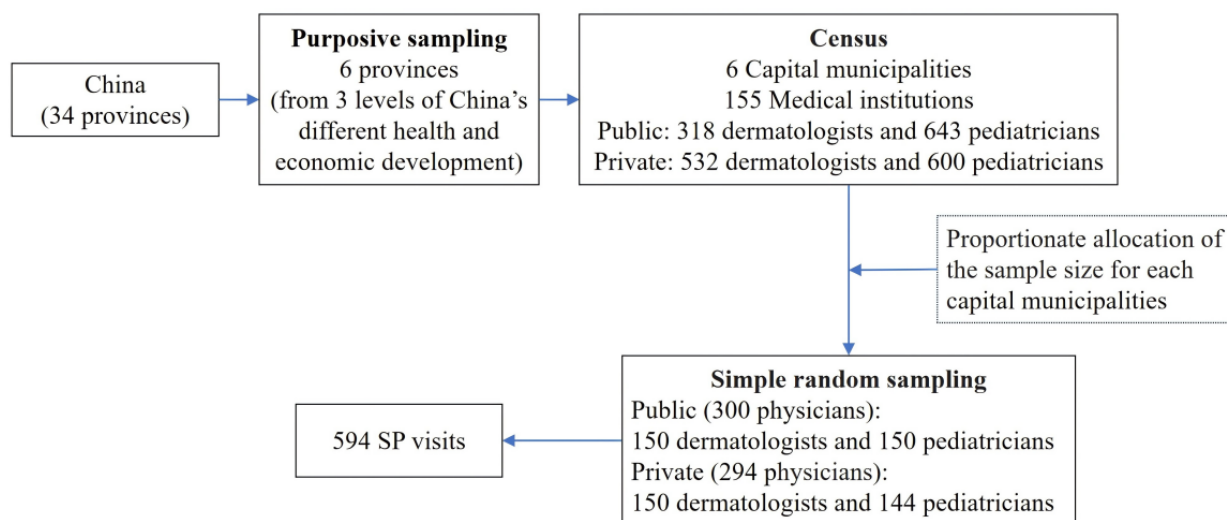 China
(34 provinces)
Purposive sampling
6 provinces
(from 3 levels of China's
different health and
economic development)
Census
6 Capital municipalities
155 Medical institutions
Public: 318 dermatologists and 643 pediatricians
Private: 532 dermatologists and 600 pediatricians
Proportionate allocation of
the sample size for each
capital municipalities
Simple random sampling
Public (300 physicians):
150 dermatologists and 150 pediatricians
Private (294 physicians):
150 dermatologists and 144 pediatricians
594 SP visits